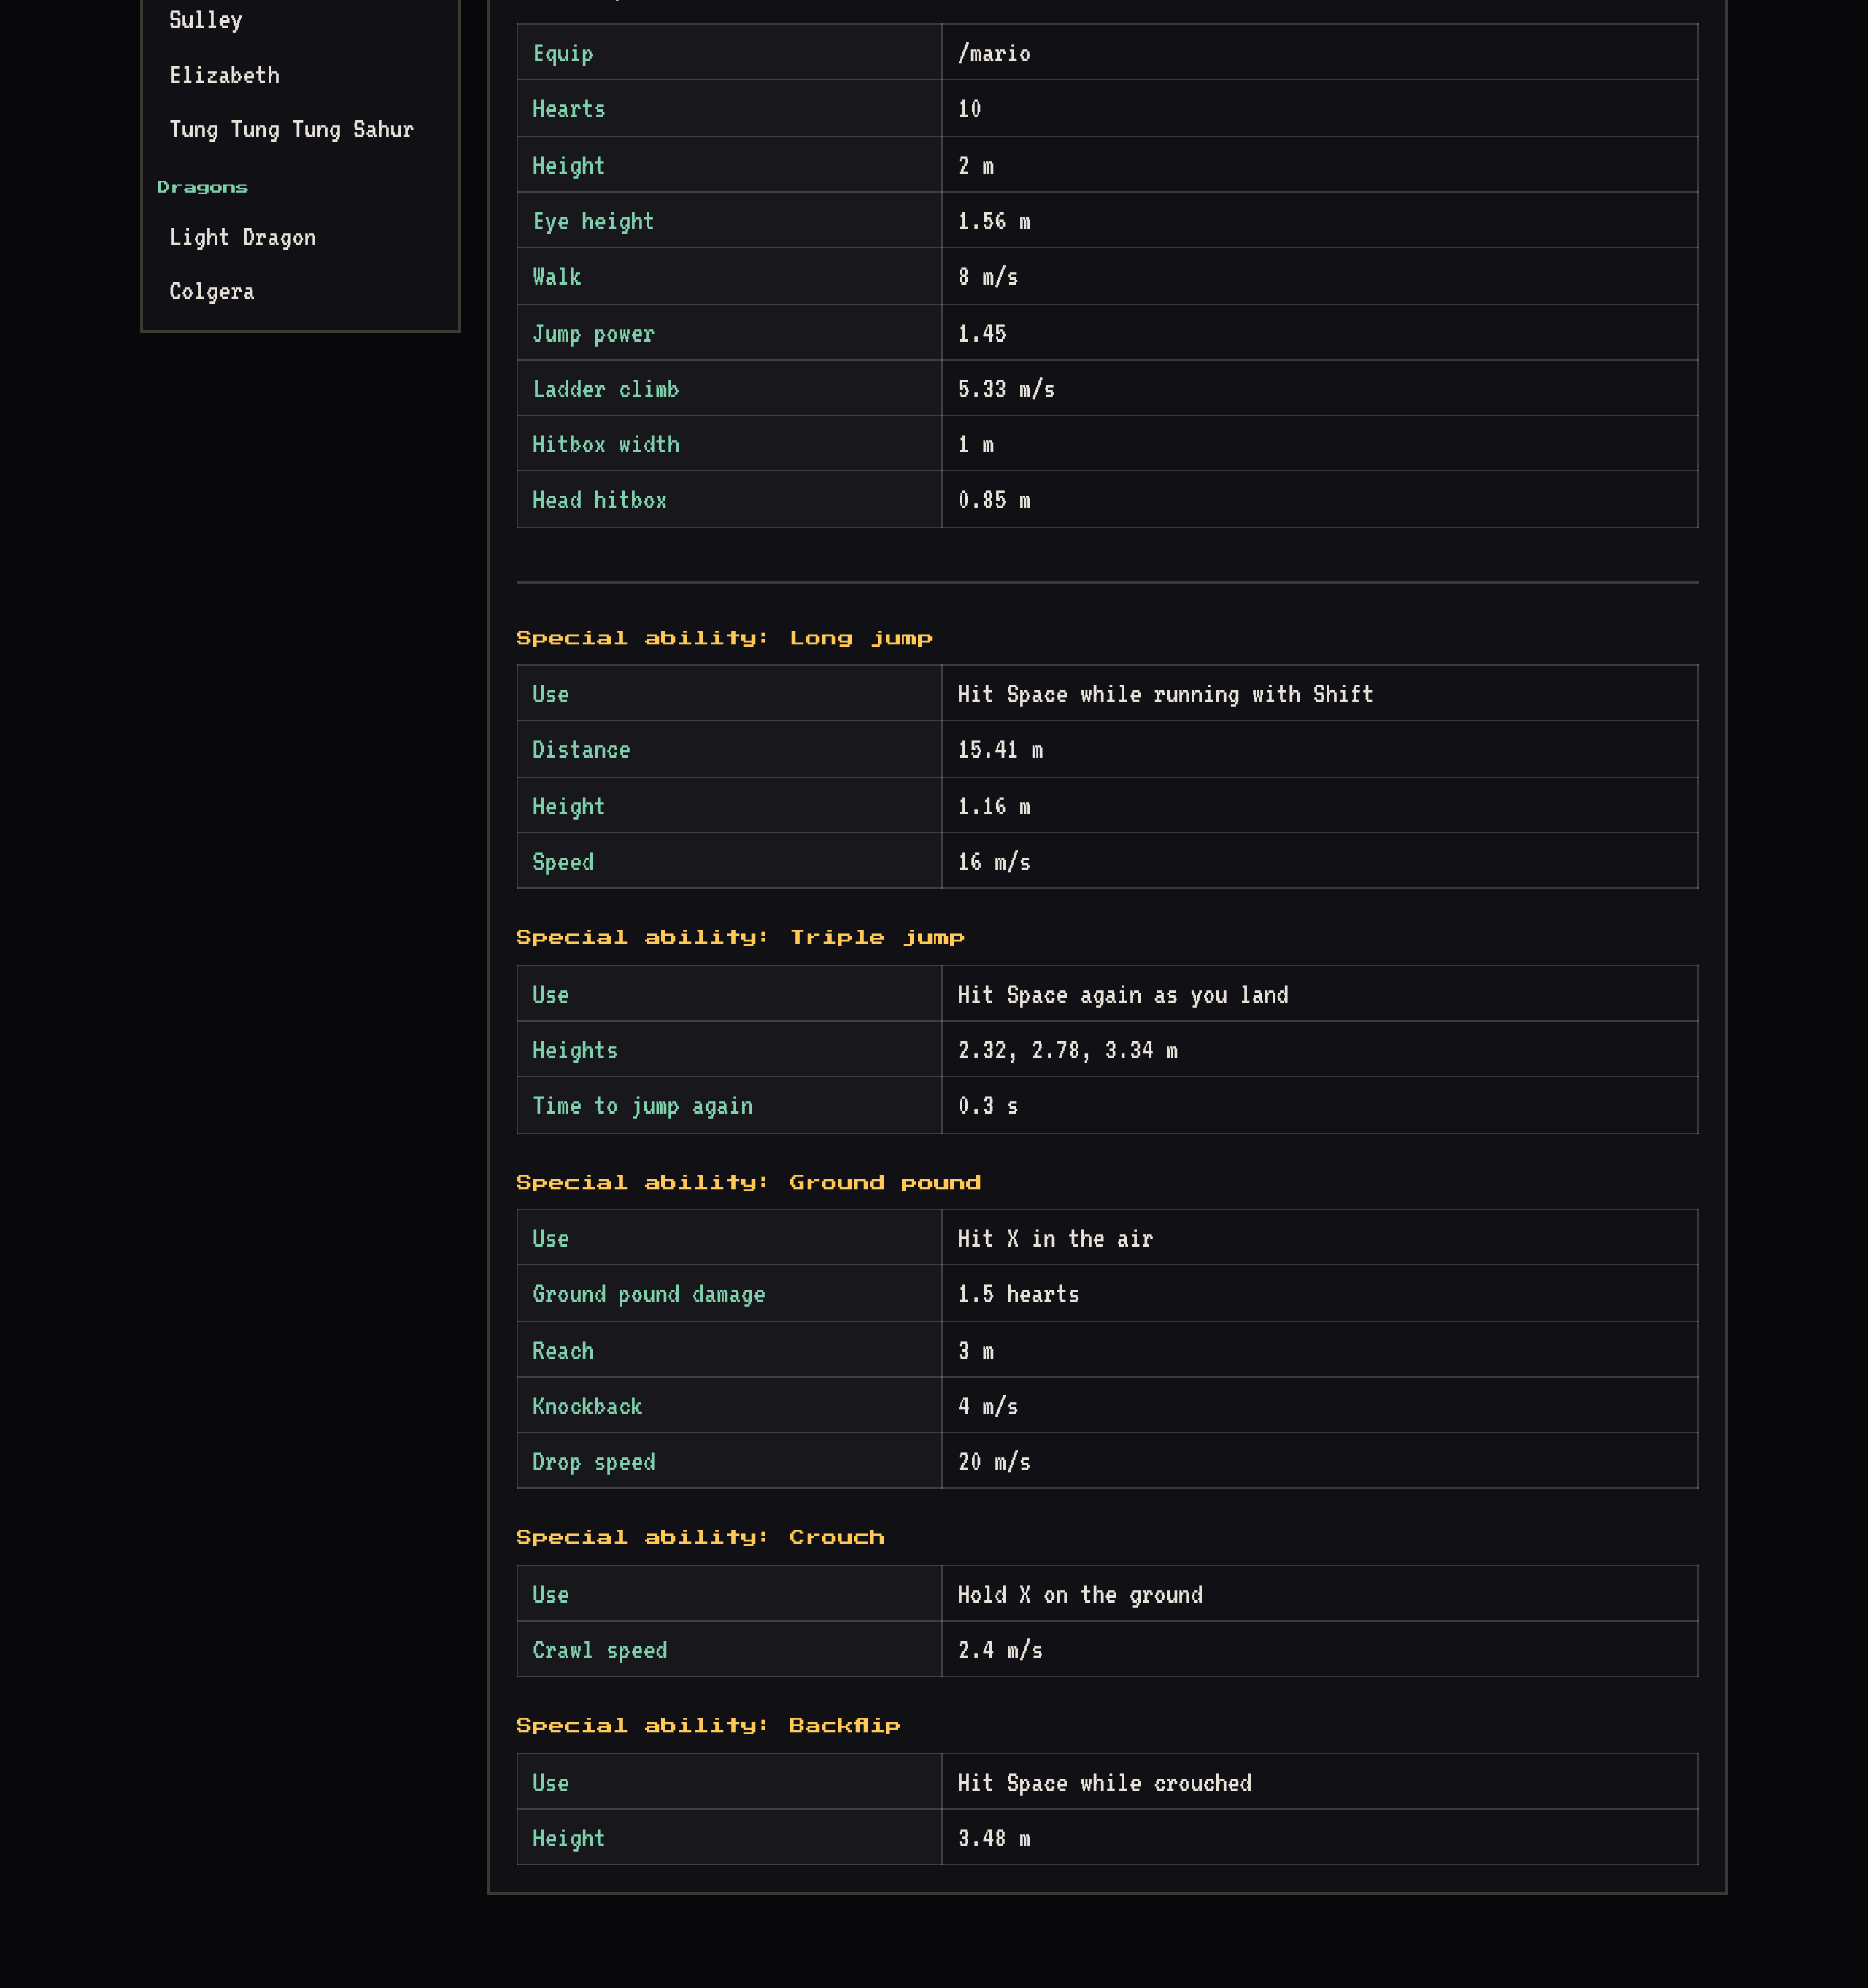 Sulley
Elizabeth
Tung Tung Tung Sahur
Dragons
Light Dragon
Colgera
Equip /mario
Hearts 10
Height 2 m
Eye height 1.56 m
Walk 8 m/s
Jump power 1.45
Ladder climb 5.33 m/s
Hitbox width 1 m
Head hitbox 0.85 m
Special ability: Long jump
Use Hit Space while running with Shift
Distance 15.41 m
Height 1.16 m
Speed 16 m/s
Special ability: Triple jump
Use Hit Space again as you land
Heights 2.32, 2.78, 3.34 m
Time to jump again 0.3 s
Special ability: Ground pound
Use Hit X in the air
Ground pound damage 1.5 hearts
Reach 3 m
Knockback 4 m/s
Drop speed 20 m/s
Special ability: Crouch
Use Hold X on the ground
Crawl speed 2.4 m/s
Special ability: Backflip
Use Hit Space while crouched
Height 3.48 m